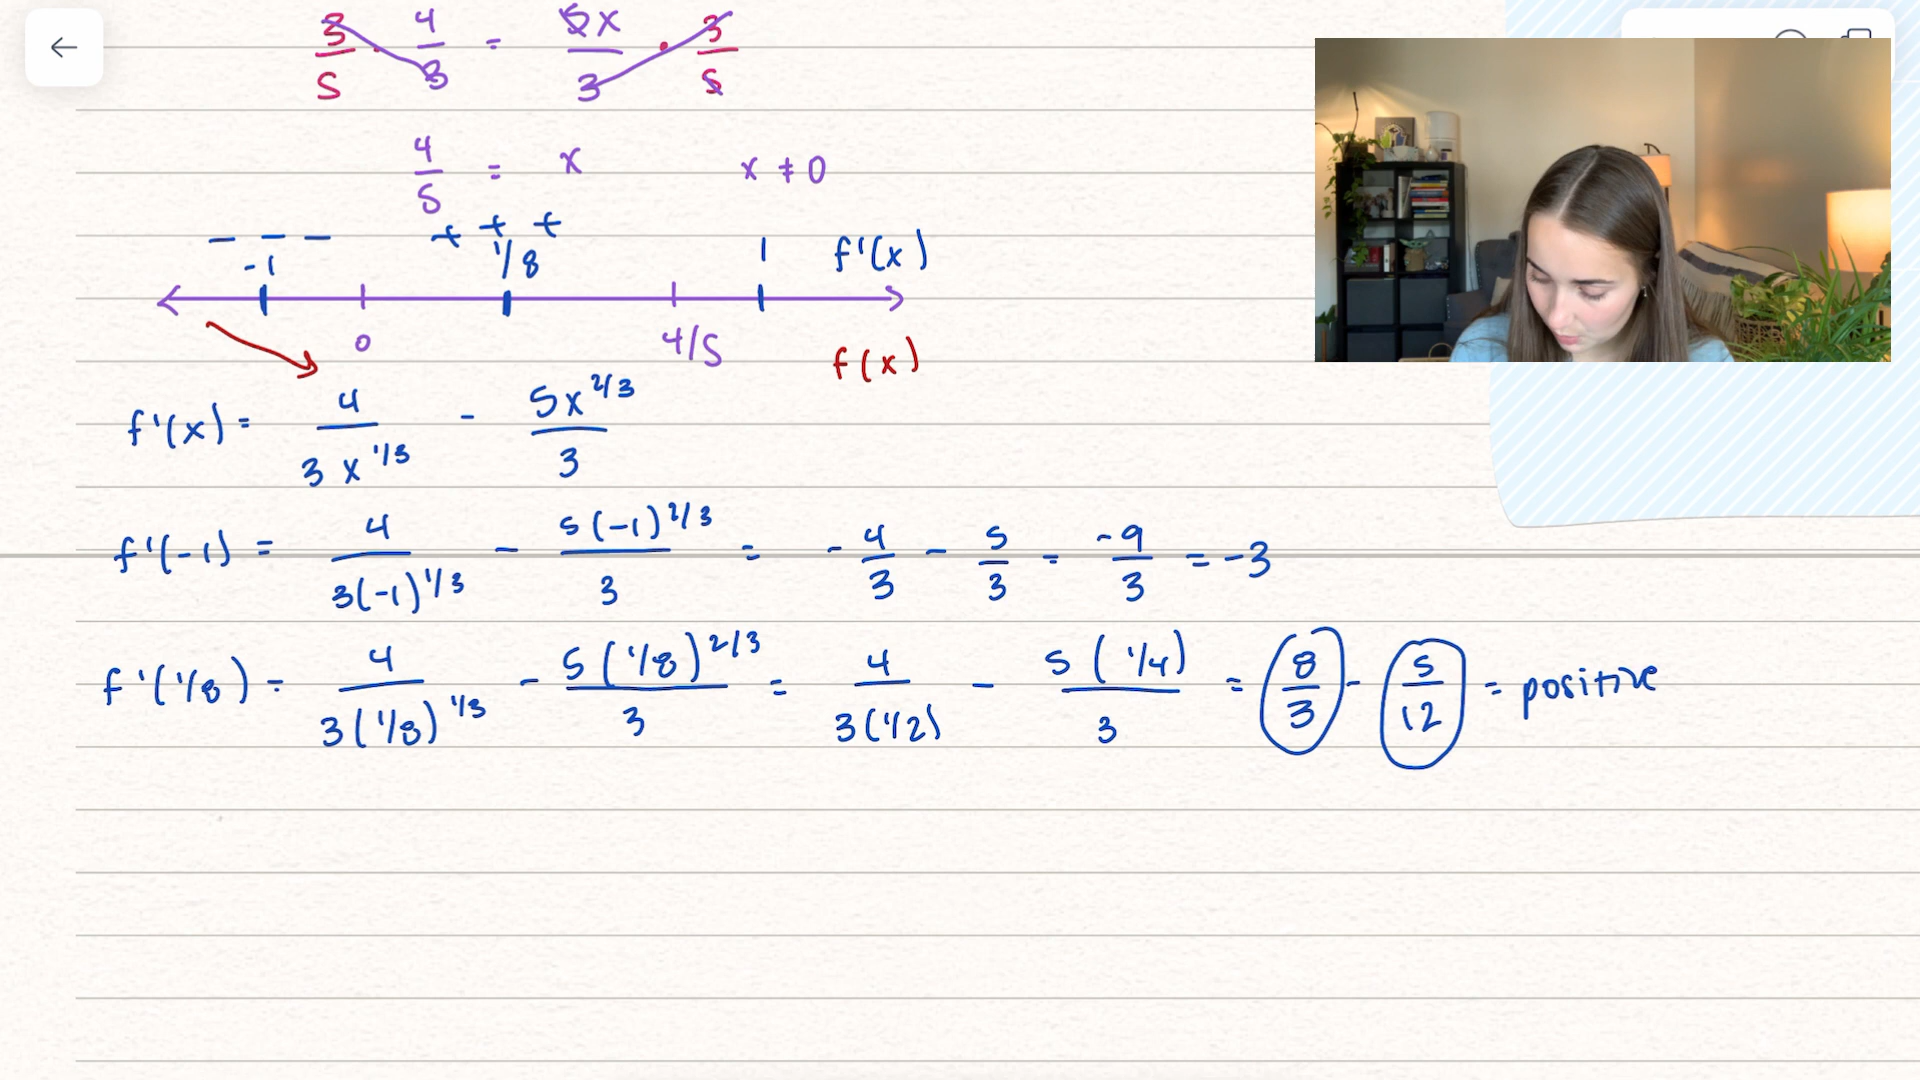 3/5 · 4/3 = 5x/3 · 3/5
4/5 = x x ≠ 0
− − − + + +
-1 1/8 1 f'(x)
0 4/5 f(x)
f'(x) = 4/(3x^1/3) - 5x^2/3/3
f'(-1) = 4/(3(-1)^1/3) - 5(-1)^2/3/3 = -4/3 - 5/3 = -9/3 = -3
f'(1/8) = 4/(3(1/8)^1/3) - 5(1/8)^2/3/3 = 4/(3(1/2)) - 5(1/4)/3 = 8/3 - 5/12 = positive